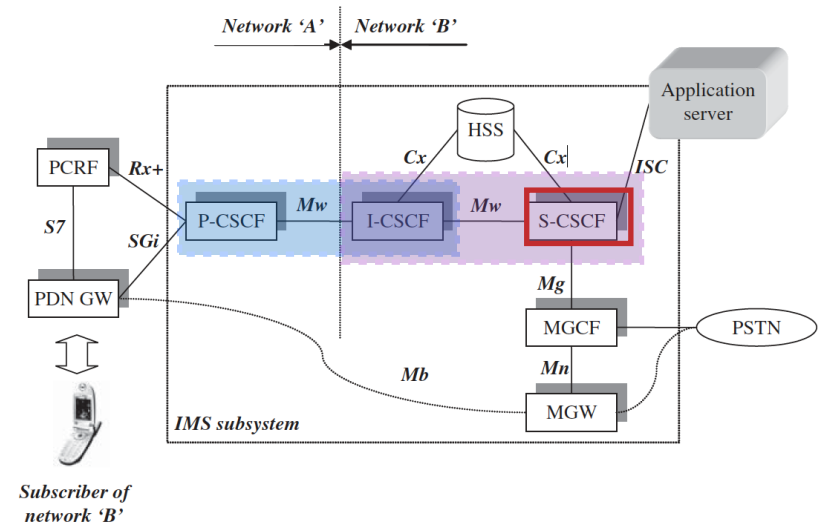 Network ‘A’
Network ‘B’
Application
server
HSS
PCRF
Rx+
Cx
Cx
ISC
P-CSCF
Mw
I-CSCF
Mw
S-CSCF
S7
SGi
Mg
PDN GW
MGCF
PSTN
Mb
Mn
MGW
IMS subsystem
Subscriber of
network ‘B’